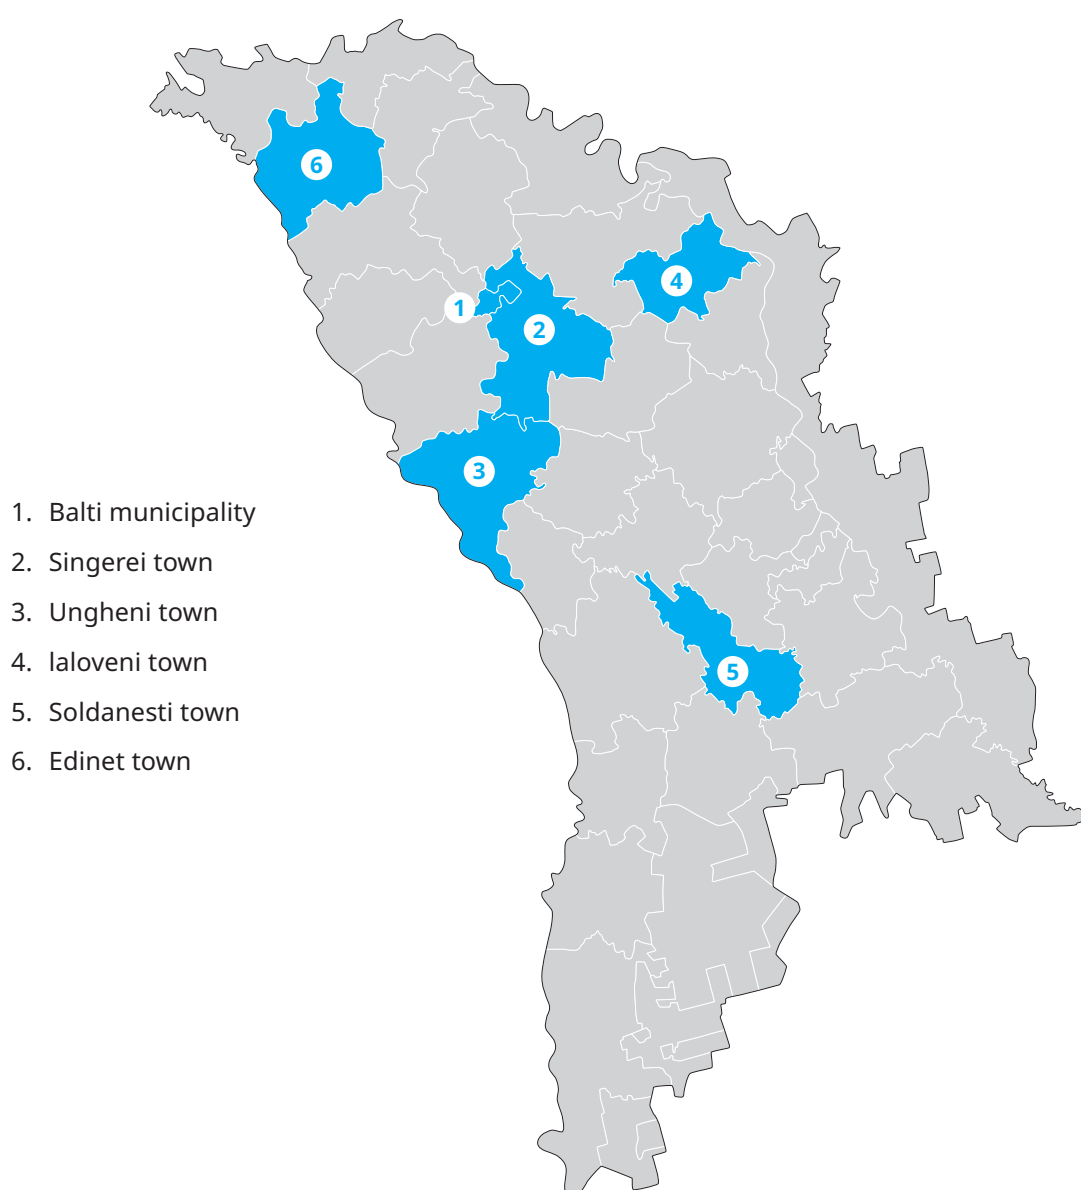 6
4
1
2
3
5
1. Balti municipality
2. Singerei town
3. Ungheni town
4. laloveni town
5. Soldanesti town
6. Edinet town